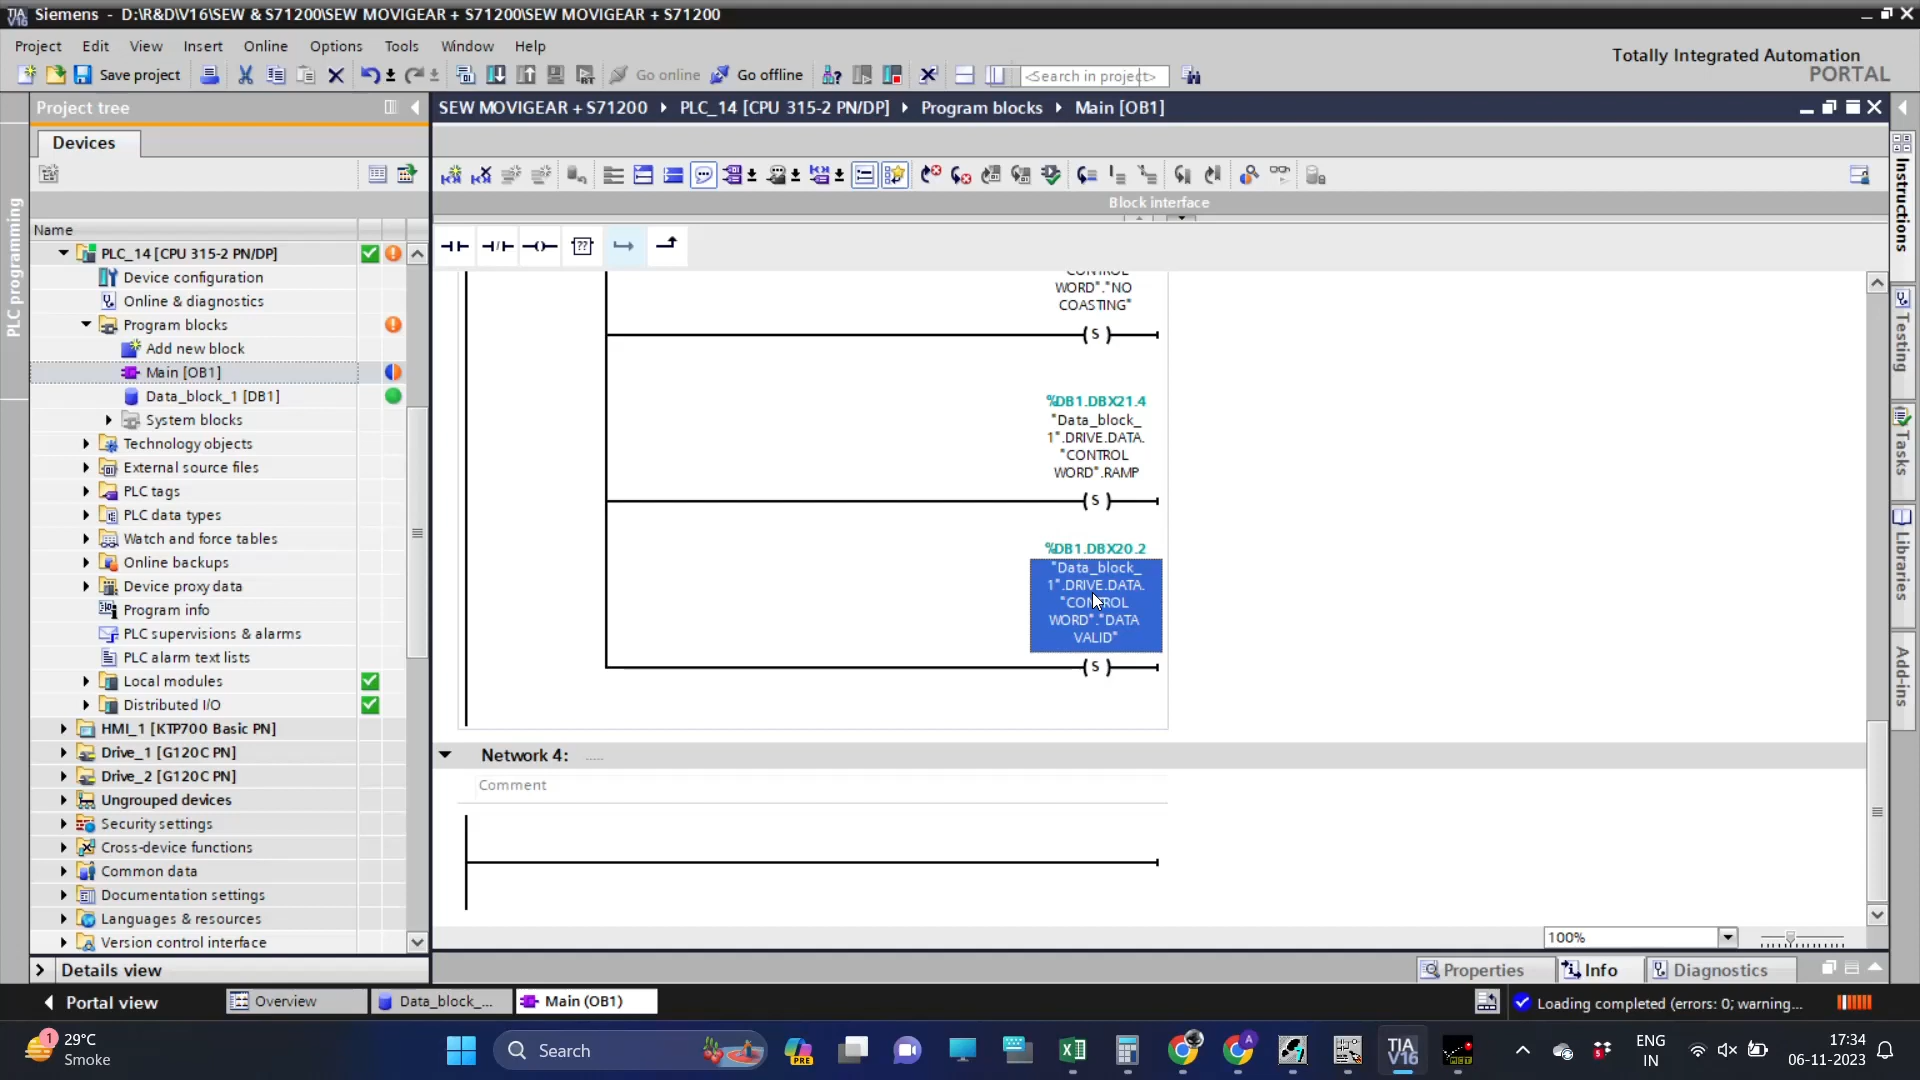 Siemens - D:\R&D\V16\SEW & S71200\SEW MOVIGEAR + S71200\SEW MOVIGEAR + S71200
Project Edit View Insert Online Options Tools Window Help
Totally Integrated Automation
PORTAL
Save project
Go online
Go offline
<Search in project>
Project tree
SEW MOVIGEAR + S71200 PLC_14 [CPU 315-2 PN/DP] Program blocks Main [OB1]
Devices
PLC programming
Block interface
Name
PLC_14 [CPU 315-2 PN/DP]
Device configuration
Online & diagnostics
Program blocks
Add new block
Main [OB1]
Data_block_1 [DB1]
System blocks
Technology objects
External source files
PLC tags
PLC data types
Watch and force tables
Online backups
Device proxy data
Program info
PLC supervisions & alarms
PLC alarm text lists
Local modules
Distributed I/O
HMI_1 [KTP700 Basic PN]
Drive_1 [G120C PN]
Drive_2 [G120C PN]
Ungrouped devices
Security settings
Cross-device functions
Common data
Documentation settings
Languages & resources
Version control interface
Details view
??
"CONTROL
WORD"."NO
COASTING"
S
%DB1.DBX21.4
"Data_block_
1".DRIVE.DATA.
"CONTROL
WORD".RAMP
S
%DB1.DBX20.2
"Data_block_
1".DRIVE.DATA.
"CONTROL
WORD"."DATA
VALID"
S
Network 4: .....
Comment
100%
Properties
Info
Diagnostics
Instructions
Testing
Tasks
Libraries
Add-ins
Portal view
Overview
Data_block_...
Main (OB1)
Loading completed (errors: 0; warning...
1
29°C
Smoke
Search
PRE
A
TIA
V16
ENG
IN
17:34
06-11-2023